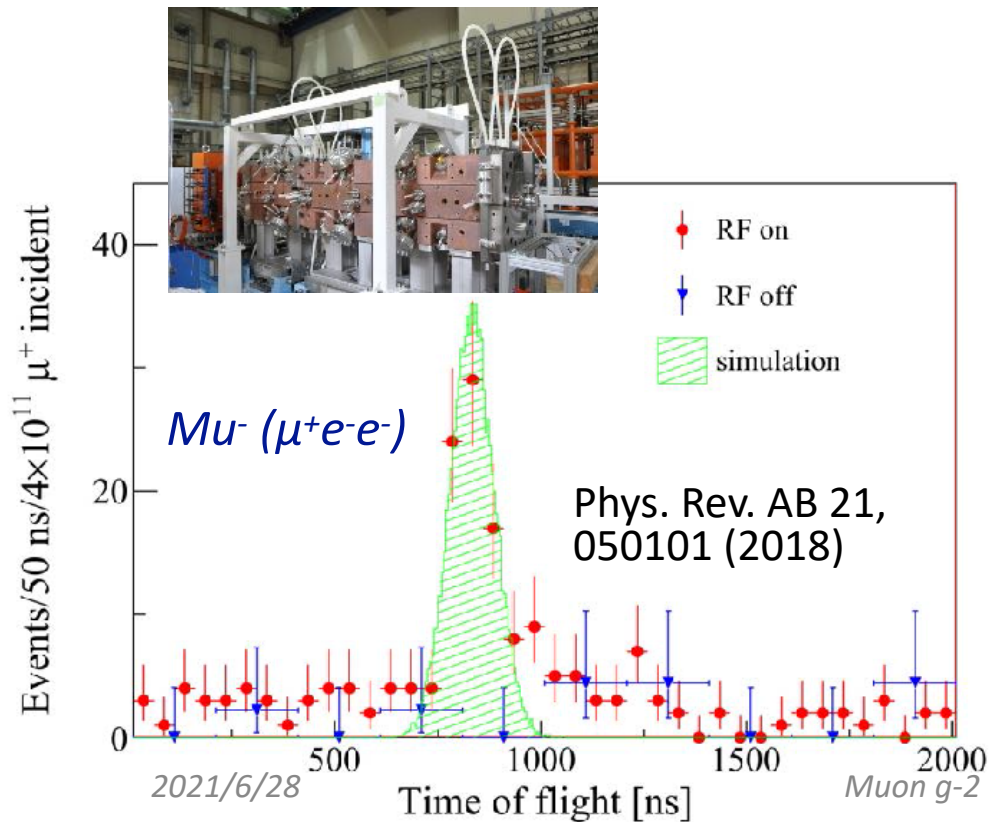 40
20
0
Events/50 ns/4×10¹¹ μ⁺ incident
RF on
RF off
simulation
Mu⁻ (μ⁺e⁻e⁻)
Phys. Rev. AB 21,
050101 (2018)
500
1000
1500
2000
2021/6/28
Time of flight [ns]
Muon g-2